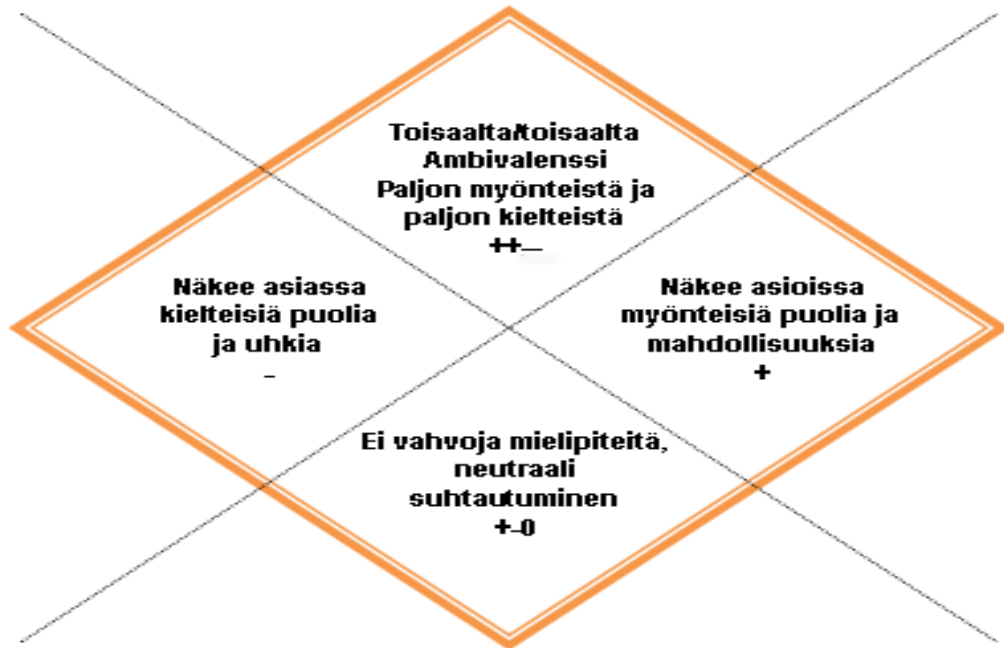 Toisaalta/toisaalta
Ambivalenssi
Paljon myönteistä ja
paljon kielteistä
++--
Näkee asiassa
kielteisiä puolia
ja uhkia
-
Näkee asioissa
myönteisiä puolia ja
mahdollisuuksia
+
Ei vahvoja mielipiteitä,
neutraali
suhtautuminen
+-0